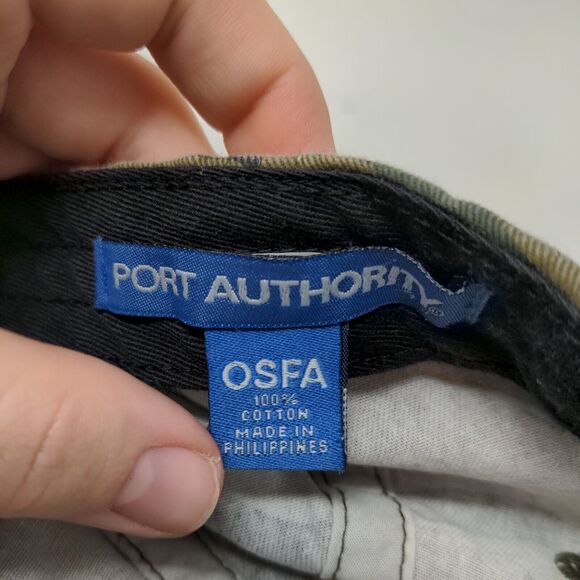 PORT AUTHORITY®
OSFA
100%
COTTON
MADE IN
PHILIPPINES